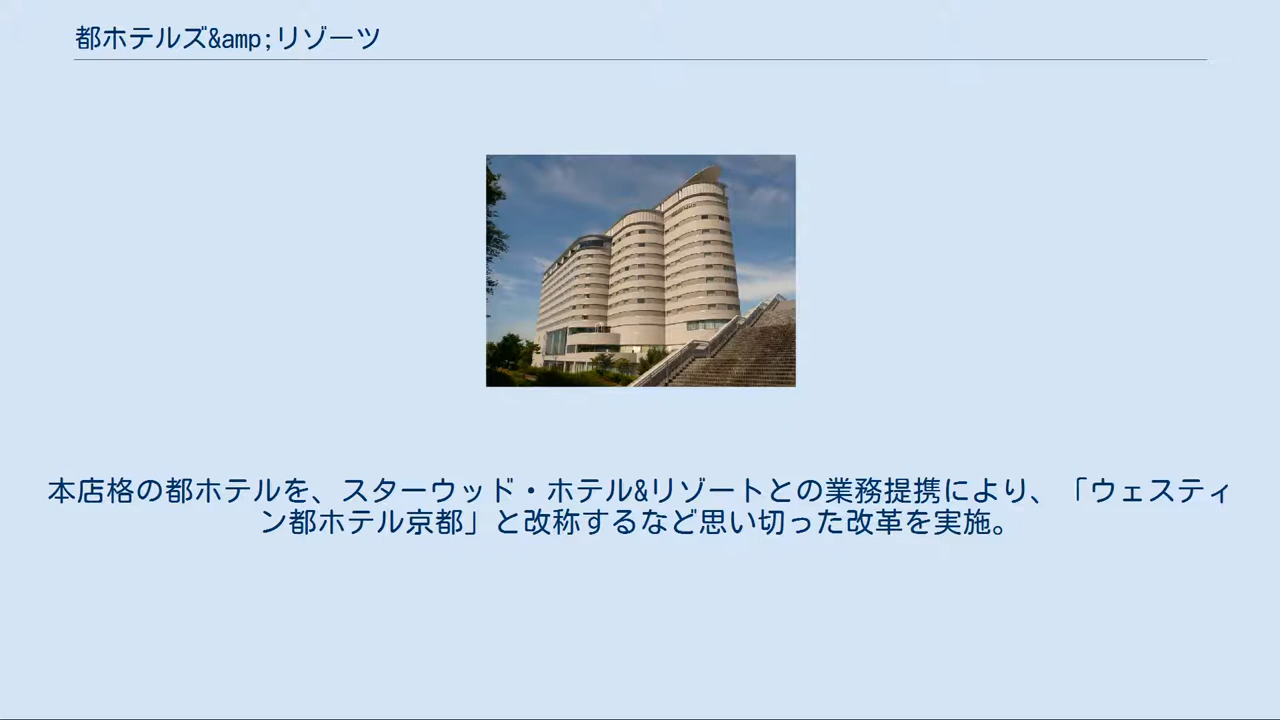 都ホテルズ&amp;リゾーツ
本店格の都ホテルを、スターウッド・ホテル&リゾートとの業務提携により、「ウェスティ
ン都ホテル京都」と改称するなど思い切った改革を実施。